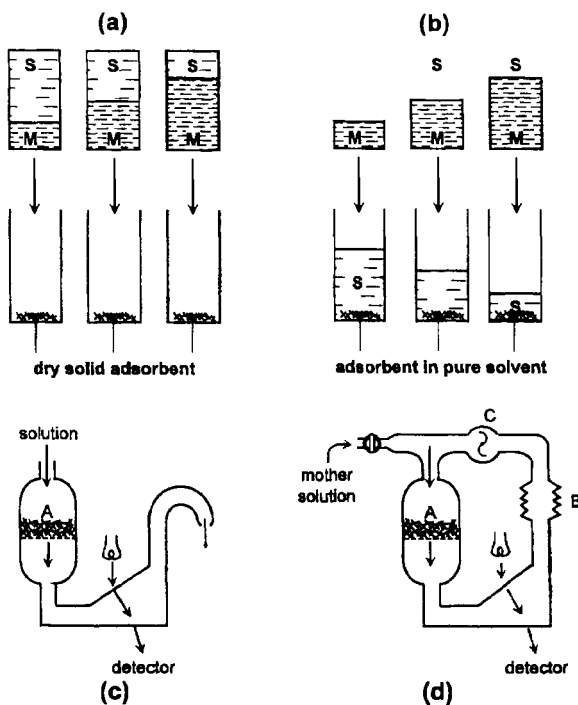 (a)
S S S
M M M
dry solid adsorbent
(b)
S S
M M M
S S
adsorbent in pure solvent
solution
A
detector
(c)
C
mother
solution
A
B
detector
(d)